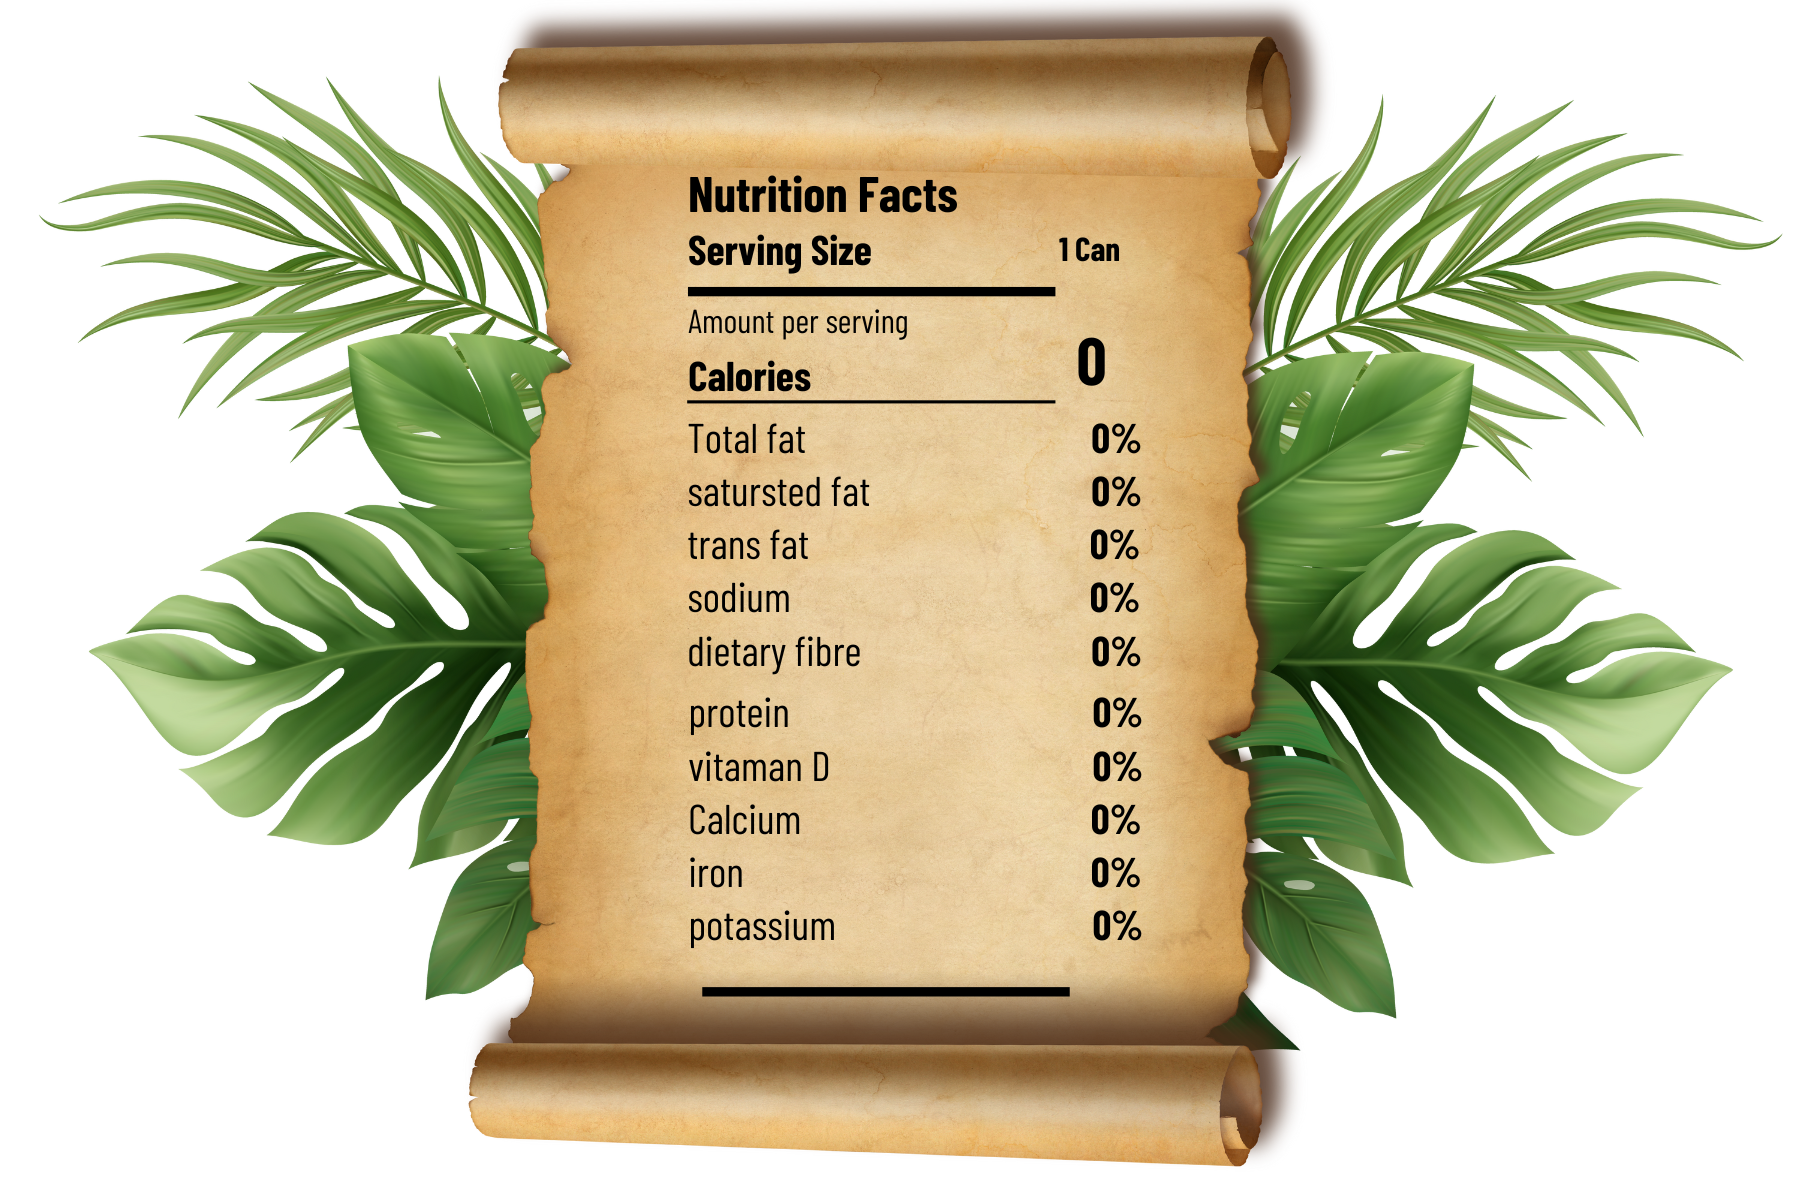 Nutrition Facts
Serving Size 1 Can
Amount per serving
Calories 0
Total fat 0%
satursted fat 0%
trans fat 0%
sodium 0%
dietary fibre 0%
protein 0%
vitaman D 0%
Calcium 0%
iron 0%
potassium 0%